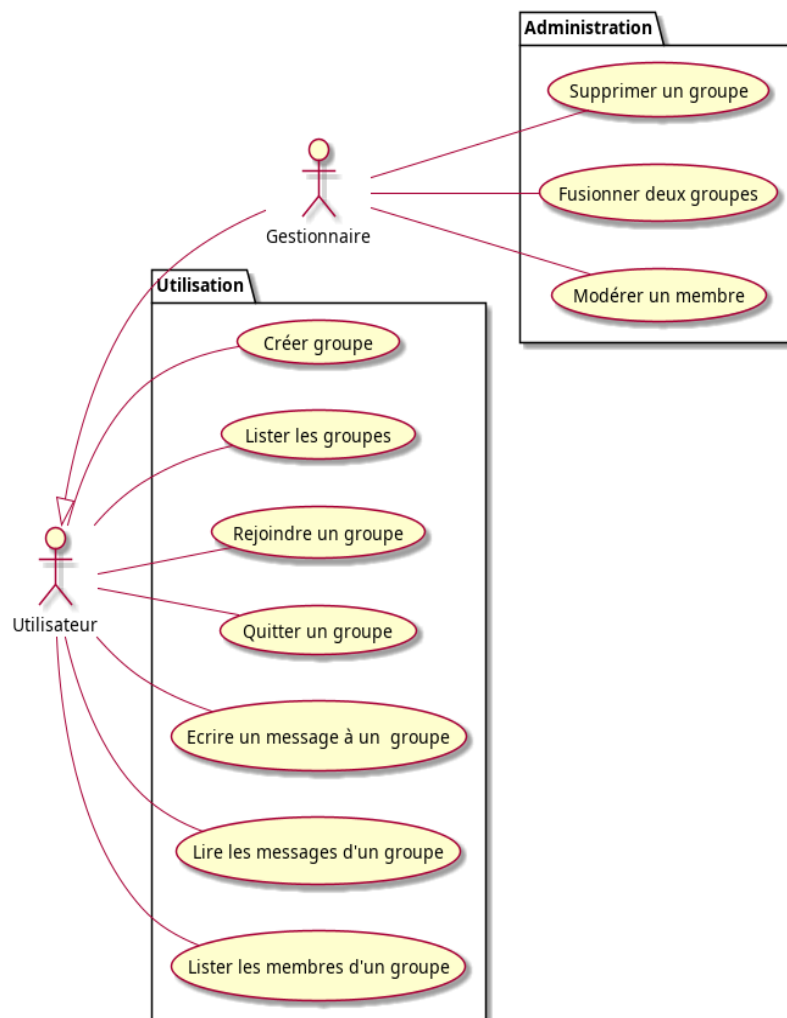 Administration
Supprimer un groupe
Fusionner deux groupes
Modérer un membre
Gestionnaire
Utilisation
Créer groupe
Lister les groupes
Rejoindre un groupe
Quitter un groupe
Utilisateur
Ecrire un message à un  groupe
Lire les messages d'un groupe
Lister les membres d'un groupe